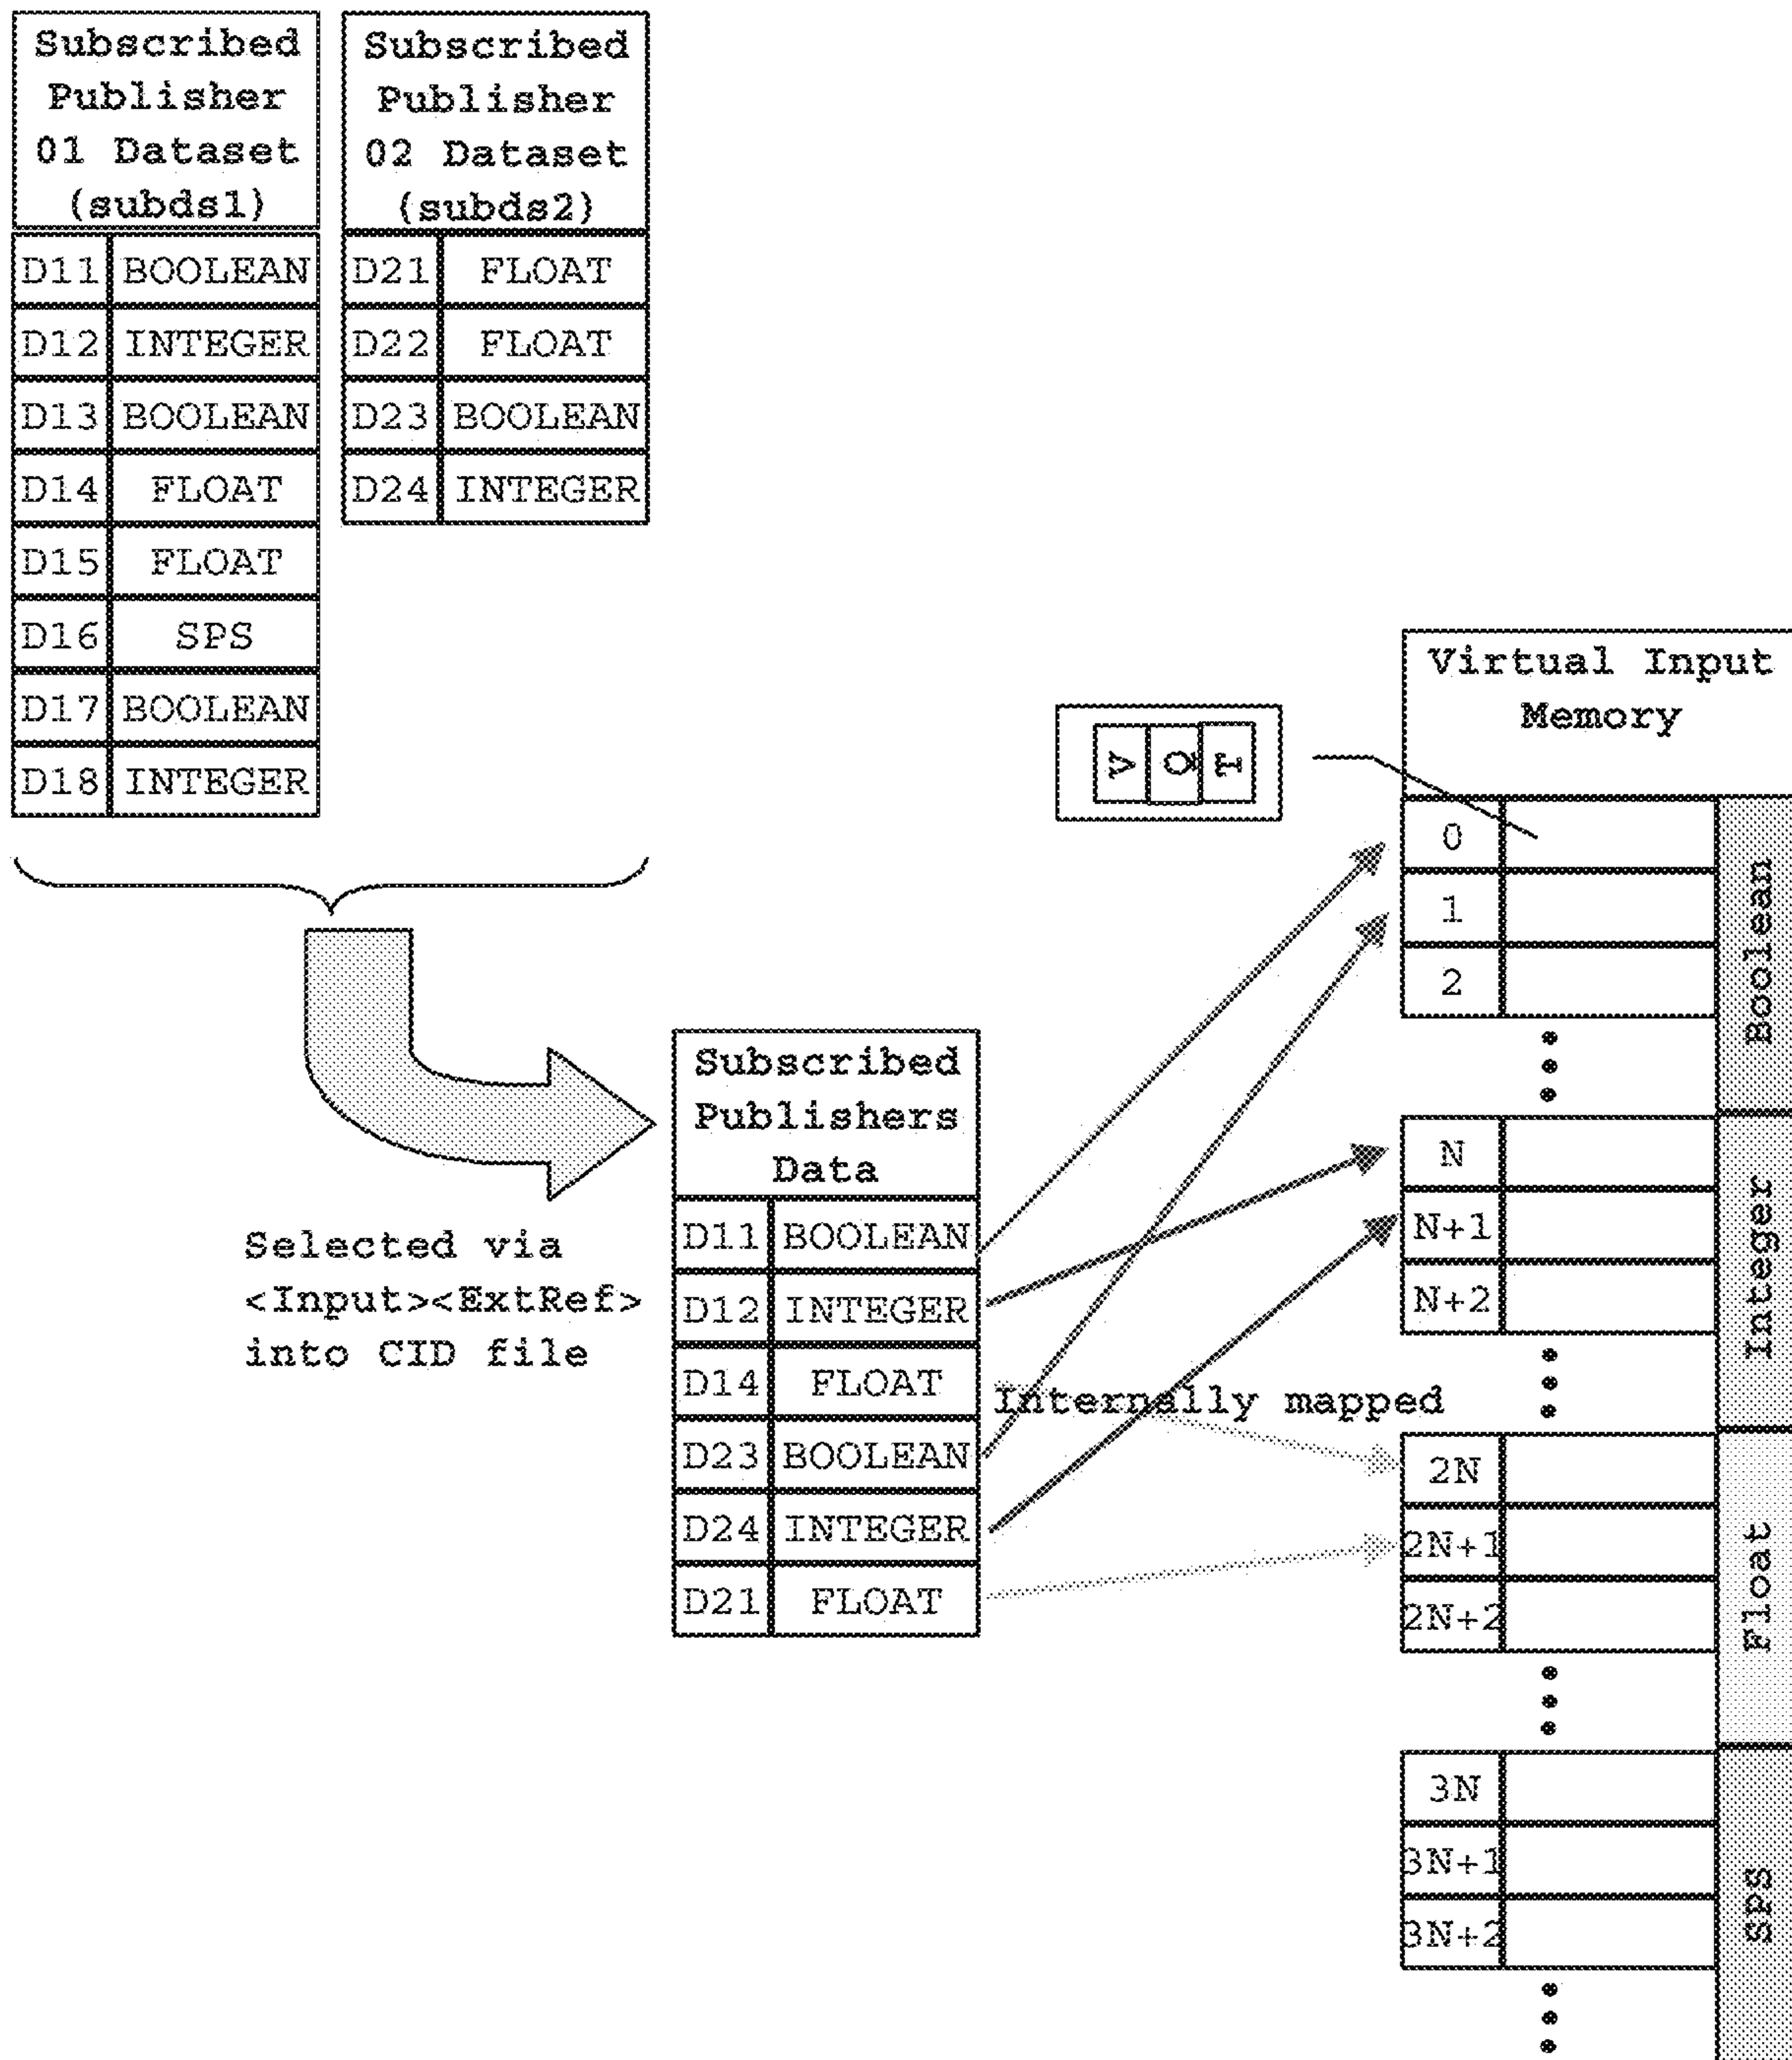 Subscribed
Publisher
01 Dataset
(subds1)
D11 BOOLEAN
D12 INTEGER
D13 BOOLEAN
D14 FLOAT
D15 FLOAT
D16 SPS
D17 BOOLEAN
D18 INTEGER
Subscribed
Publisher
02 Dataset
(subds2)
D21 FLOAT
D22 FLOAT
D23 BOOLEAN
D24 INTEGER
Selected via
<Input><ExtRef>
into CID file
Subscribed
Publishers
Data
D11 BOOLEAN
D12 INTEGER
D14 FLOAT
D23 BOOLEAN
D24 INTEGER
D21 FLOAT
Internally mapped
V Q T
Virtual Input
Memory
0
1
2
Boolean
N
N+1
N+2
Integer
2N
2N+1
2N+2
Float
3N
3N+1
3N+2
SPS